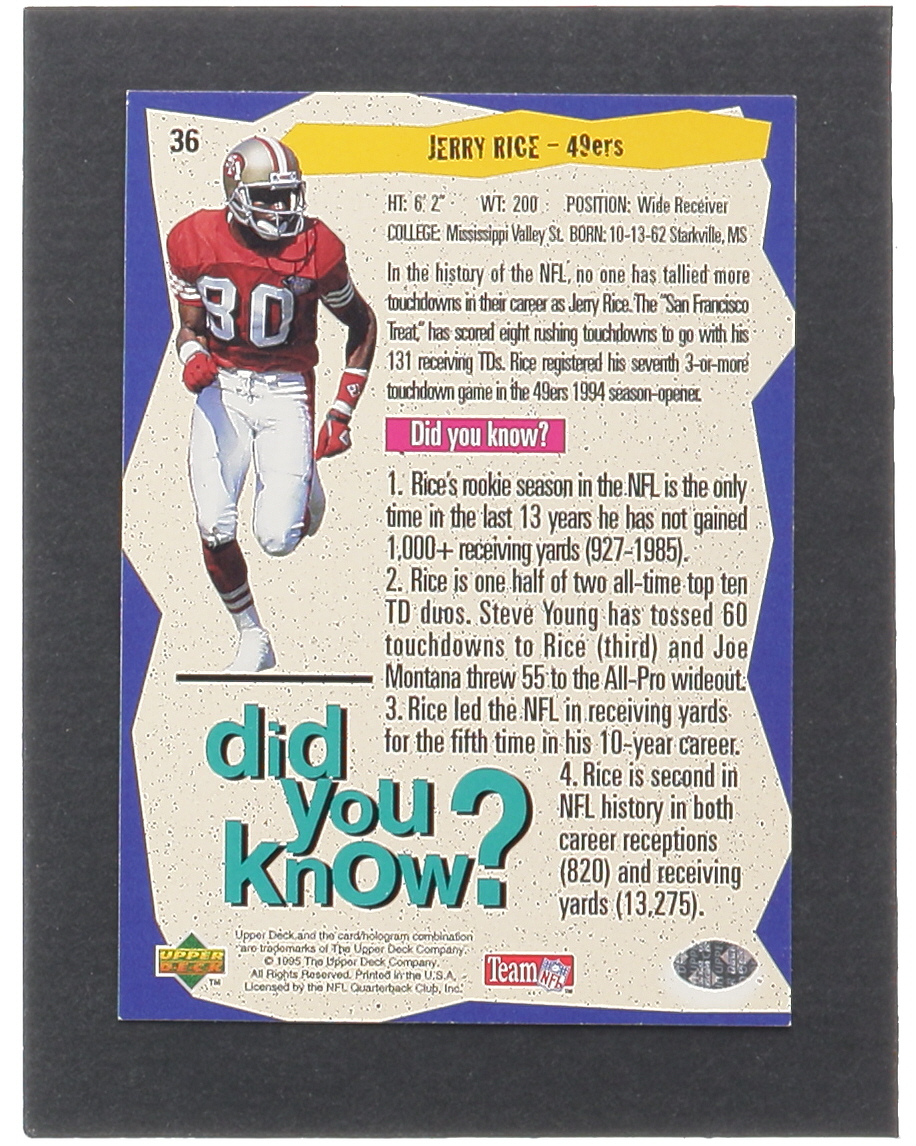 36
JERRY RICE – 49ers
HT: 6' 2" WT: 200 POSITION: Wide Receiver
COLLEGE: Mississippi Valley St. BORN: 10-13-62 Starkville, MS
In the history of the NFL, no one has tallied more
touchdowns in their career as Jerry Rice. The "San Francisco
Treat," has scored eight rushing touchdowns to go with his
131 receiving TDs. Rice registered his seventh 3-or-more
touchdown game in the 49ers 1994 season-opener.
Did you know?
1. Rice's rookie season in the NFL is the only
time in the last 13 years he has not gained
1,000+ receiving yards (927-1985).
2. Rice is one half of two all-time top ten
TD duos. Steve Young has tossed 60
touchdowns to Rice (third) and Joe
Montana threw 55 to the All-Pro wideout.
3. Rice led the NFL in receiving yards
for the fifth time in his 10-year career.
4. Rice is second in
NFL history in both
career receptions
(820) and receiving
yards (13,275).
80
did
you
know?
Upper Deck and the card/hologram combination
are trademarks of The Upper Deck Company.
© 1995 The Upper Deck Company.
All Rights Reserved. Printed in the U.S.A.
Licensed by the NFL Quarterback Club, Inc.
UPPER
DECK
TM
Team NFL